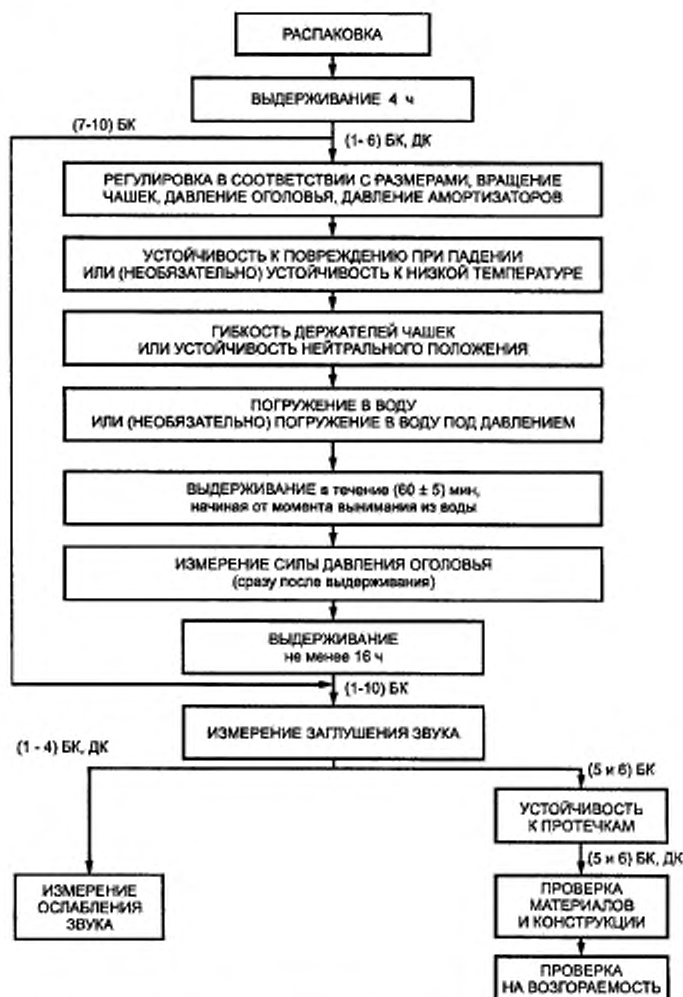 РАСПАКОВКА
ВЫДЕРЖИВАНИЕ 4 ч
(7-10) БК
(1- 6) БК, ДК
РЕГУЛИРОВКА В СООТВЕТСТВИИ С РАЗМЕРАМИ, ВРАЩЕНИЕ
ЧАШЕК, ДАВЛЕНИЕ ОГОЛОВЬЯ, ДАВЛЕНИЕ АМОРТИЗАТОРОВ
УСТОЙЧИВОСТЬ К ПОВРЕЖДЕНИЮ ПРИ ПАДЕНИИ
ИЛИ (НЕОБЯЗАТЕЛЬНО) УСТОЙЧИВОСТЬ К НИЗКОЙ ТЕМПЕРАТУРЕ
ГИБКОСТЬ ДЕРЖАТЕЛЕЙ ЧАШЕК
ИЛИ УСТОЙЧИВОСТЬ НЕЙТРАЛЬНОГО ПОЛОЖЕНИЯ
ПОГРУЖЕНИЕ В ВОДУ
ИЛИ (НЕОБЯЗАТЕЛЬНО) ПОГРУЖЕНИЕ В ВОДУ ПОД ДАВЛЕНИЕМ
ВЫДЕРЖИВАНИЕ в течение (60 ± 5) мин,
начиная от момента вынимания из воды
ИЗМЕРЕНИЕ СИЛЫ ДАВЛЕНИЯ ОГОЛОВЬЯ
(сразу после выдерживания)
ВЫДЕРЖИВАНИЕ
не менее 16 ч
(1-10) БК
ИЗМЕРЕНИЕ ЗАГЛУШЕНИЯ ЗВУКА
(1 - 4) БК, ДК
(5 и 6) БК
УСТОЙЧИВОСТЬ
К ПРОТЕЧКАМ
(5 и 6) БК, ДК
ИЗМЕРЕНИЕ
ОСЛАБЛЕНИЯ
ЗВУКА
ПРОВЕРКА
МАТЕРИАЛОВ
И КОНСТРУКЦИИ
ПРОВЕРКА
НА ВОЗГОРАЕМОСТЬ